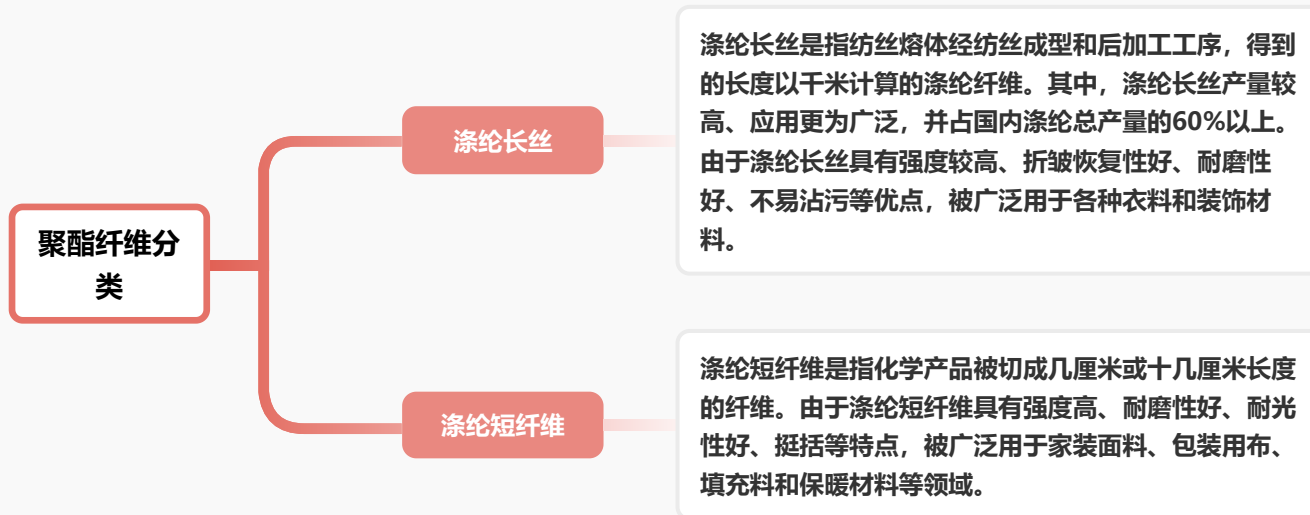 聚酯纤维分
类
涤纶长丝
涤纶长丝是指纺丝熔体经纺丝成型和后加工工序，得到
的长度以千米计算的涤纶纤维。其中，涤纶长丝产量较
高、应用更为广泛，并占国内涤纶总产量的60%以上。
由于涤纶长丝具有强度较高、折皱恢复性好、耐磨性
好、不易沾污等优点，被广泛用于各种衣料和装饰材
料。
涤纶短纤维
涤纶短纤维是指化学产品被切成几厘米或十几厘米长度
的纤维。由于涤纶短纤维具有强度高、耐磨性好、耐光
性好、挺括等特点，被广泛用于家装面料、包装用布、
填充料和保暖材料等领域。